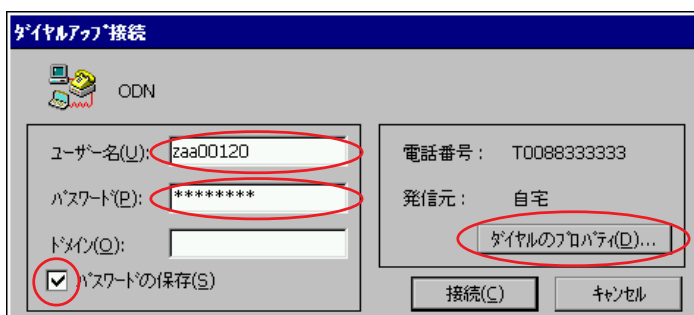 ダイヤルアップ接続
ODN
ユーザー名(U): zaa00120
パスワード(P): ********
ドメイン(O):
パスワードの保存(S)
電話番号: T0088333333
発信元: 自宅
ダイヤルのプロパティ(D)...
接続(C)
キャンセル